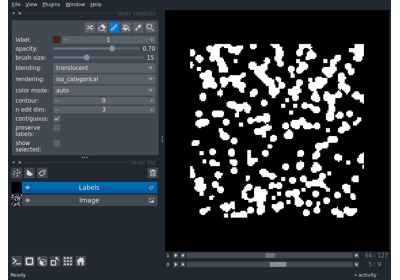 File View Plugins Window Help
layer controls
label: 1
opacity: 0.70
brush size: 15
blending: translucent
rendering: iso_categorical
color mode: auto
contour: 0
n edit dim: 3
contiguous:
preserve
labels:
show
selected:
layer list
Labels
Image
1 64 127
0 5 9
Ready
activity